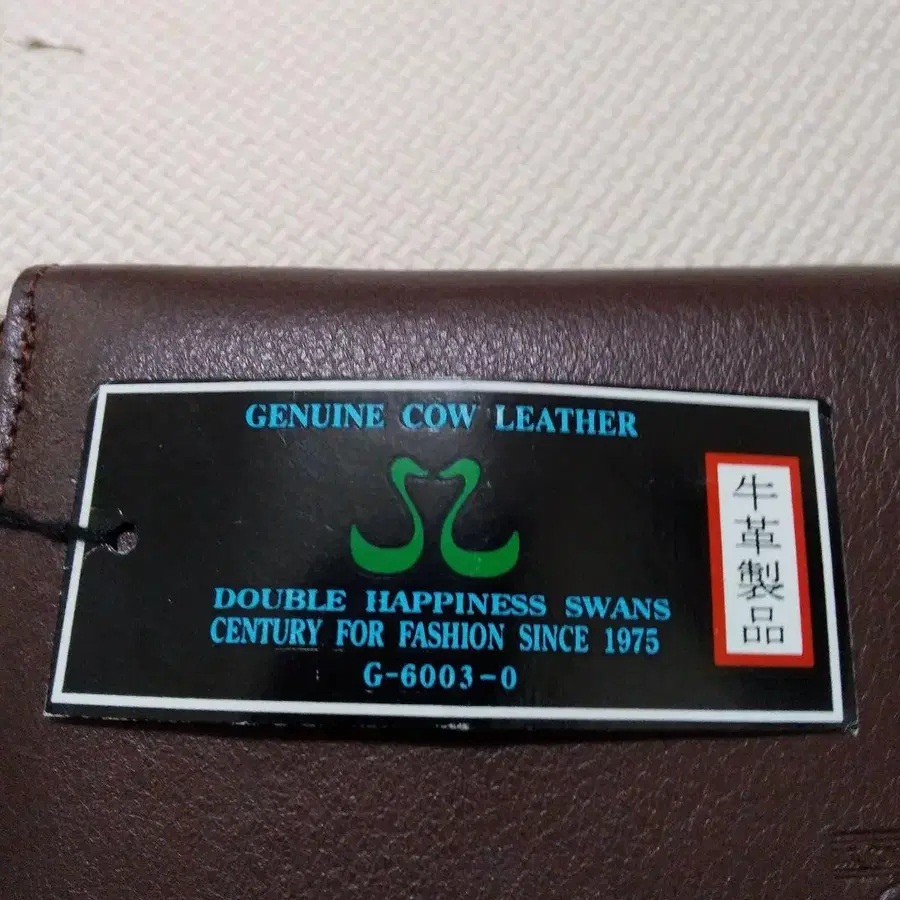 GENUINE COW LEATHER
DOUBLE HAPPINESS SWANS
CENTURY FOR FASHION SINCE 1975
G-6003-0
牛革製品